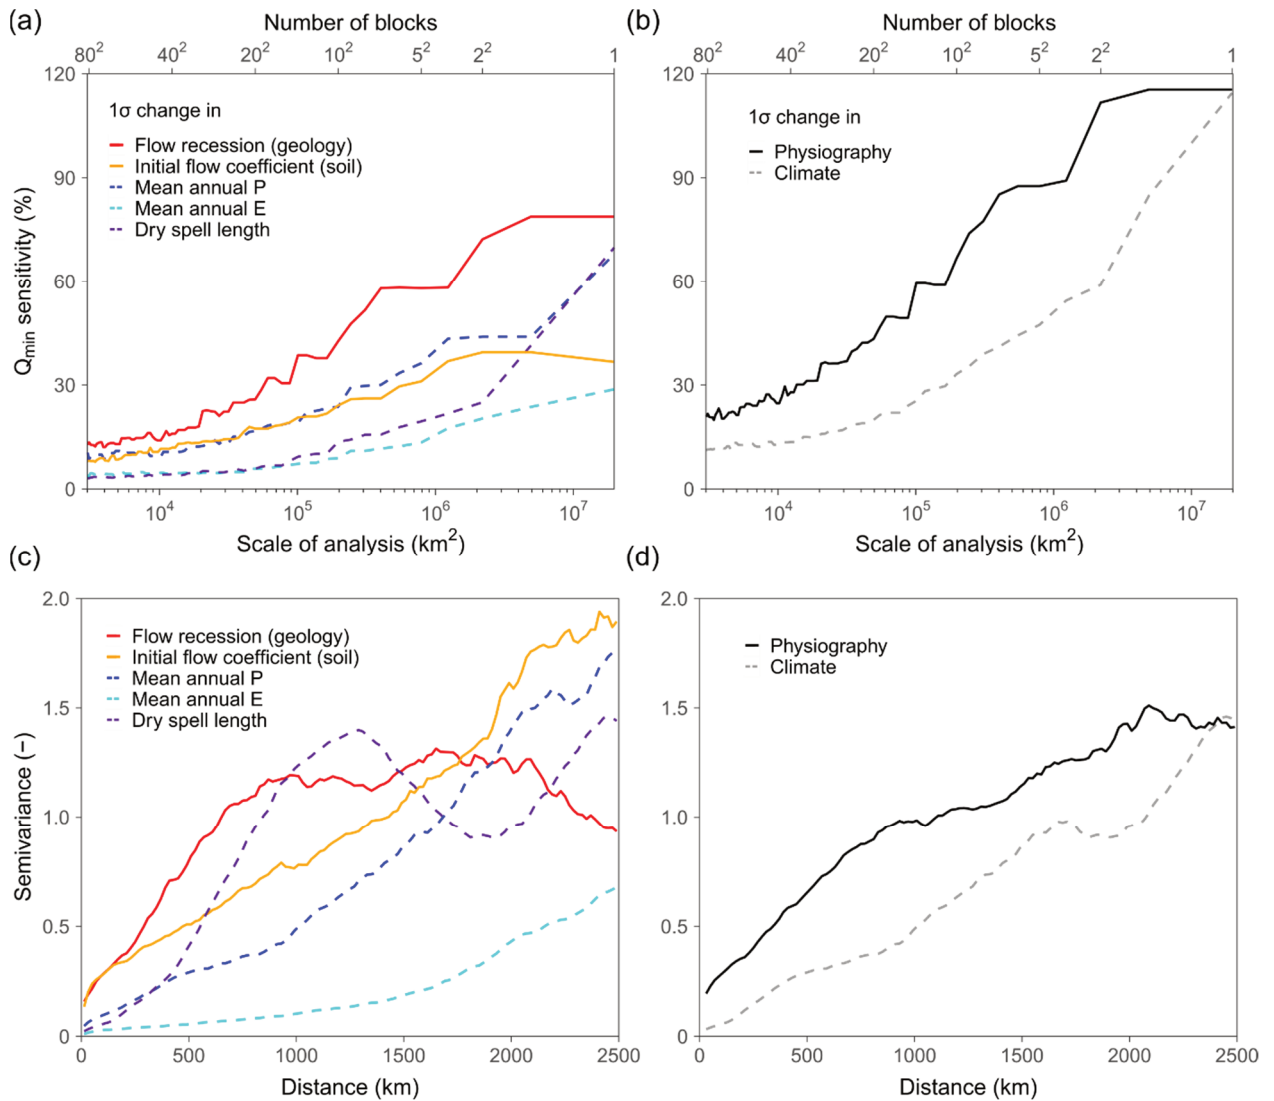 (a)
Number of blocks
80² 40² 20² 10² 5² 2² 1
120
90
60
30
0
Qmin sensitivity (%)
1σ change in
Flow recession (geology)
Initial flow coefficient (soil)
Mean annual P
Mean annual E
Dry spell length
10⁴ 10⁵ 10⁶ 10⁷
Scale of analysis (km²)
(b)
Number of blocks
80² 40² 20² 10² 5² 2² 1
120
90
60
30
0
1σ change in
Physiography
Climate
10⁴ 10⁵ 10⁶ 10⁷
Scale of analysis (km²)
(c)
2.0
1.5
1.0
0.5
0
Semivariance (−)
Flow recession (geology)
Initial flow coefficient (soil)
Mean annual P
Mean annual E
Dry spell length
0 500 1000 1500 2000 2500
Distance (km)
(d)
2.0
1.5
1.0
0.5
0
Physiography
Climate
0 500 1000 1500 2000 2500
Distance (km)